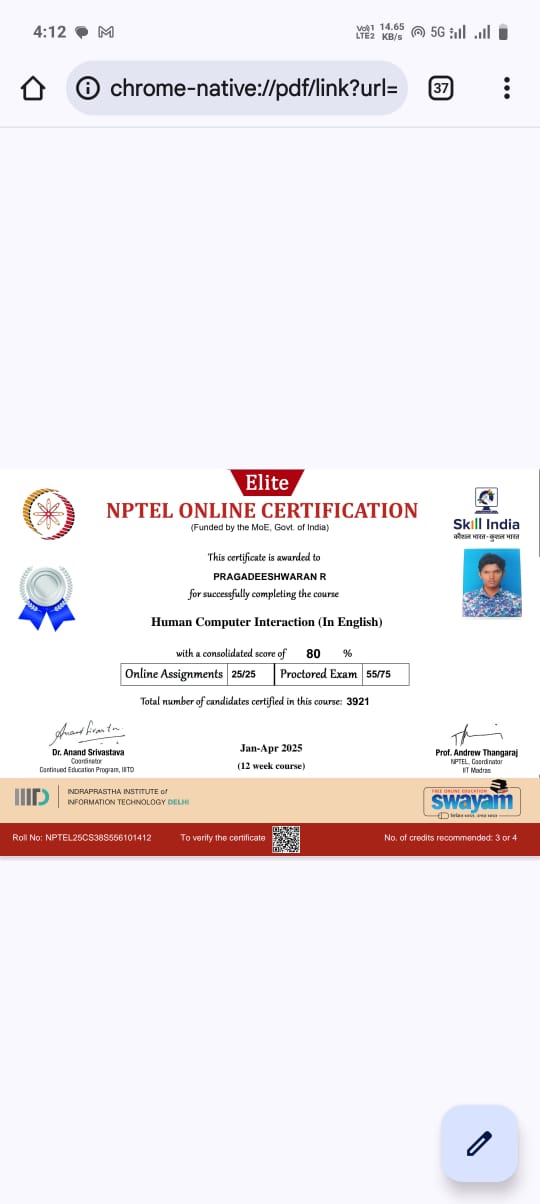 4:12
Vo))1 LTE2 14.65 KB/s 5G
chrome-native://pdf/link?url=
37
Elite
NPTEL ONLINE CERTIFICATION
(Funded by the MoE, Govt. of India)
Skill India
कौशल भारत - कुशल भारत
This certificate is awarded to
PRAGADEESHWARAN R
for successfully completing the course
Human Computer Interaction (In English)
with a consolidated score of 80 %
Online Assignments 25/25 Proctored Exam 55/75
Total number of candidates certified in this course: 3921
Dr. Anand Srivastava
Coordinator
Continued Education Program, IIITD
Jan-Apr 2025
(12 week course)
Prof. Andrew Thangaraj
NPTEL, Coordinator
IIT Madras
IIITD
INDRAPRASTHA INSTITUTE of
INFORMATION TECHNOLOGY DELHI
FREE ONLINE EDUCATION
swayam
Roll No: NPTEL25CS38S556101412 To verify the certificate No. of credits recommended: 3 or 4